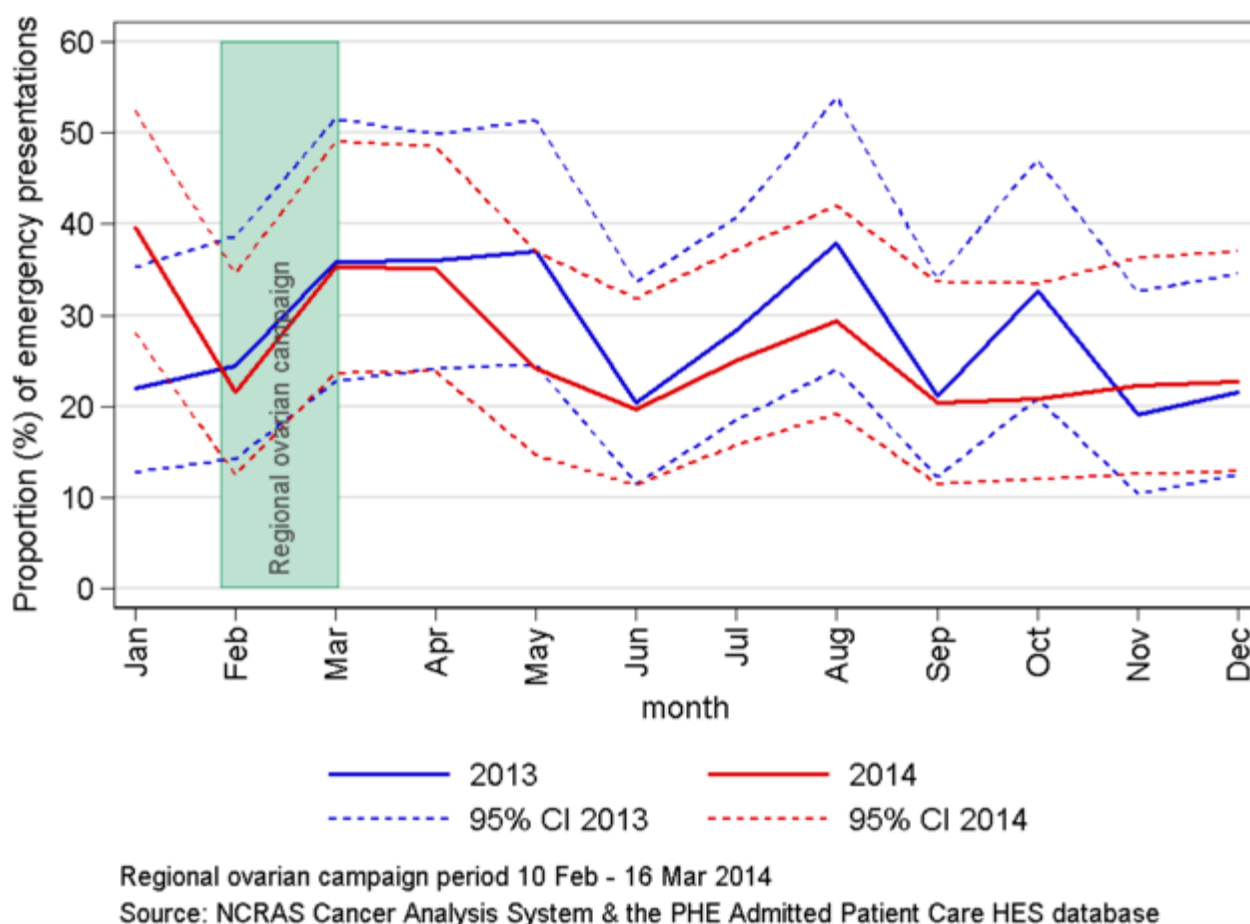 Proportion (%) of emergency presentations
60
50
40
30
20
10
0
Regional ovarian campaign
Jan
Feb
Mar
Apr
May
Jun
Jul
Aug
Sep
Oct
Nov
Dec
month
2013
2014
95% CI 2013
95% CI 2014
Regional ovarian campaign period 10 Feb - 16 Mar 2014
Source: NCRAS Cancer Analysis System & the PHE Admitted Patient Care HES database